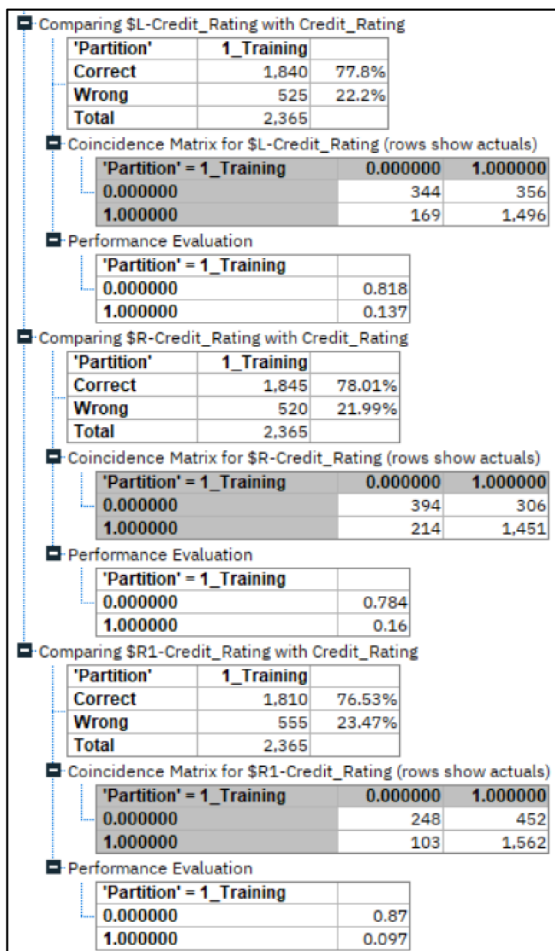 Comparing $L-Credit_Rating with Credit_Rating
'Partition' 1_Training
Correct 1,840 77.8%
Wrong 525 22.2%
Total 2,365
Coincidence Matrix for $L-Credit_Rating (rows show actuals)
'Partition' = 1_Training 0.000000 1.000000
0.000000 344 356
1.000000 169 1,496
Performance Evaluation
'Partition' = 1_Training
0.000000 0.818
1.000000 0.137
Comparing $R-Credit_Rating with Credit_Rating
'Partition' 1_Training
Correct 1,845 78.01%
Wrong 520 21.99%
Total 2,365
Coincidence Matrix for $R-Credit_Rating (rows show actuals)
'Partition' = 1_Training 0.000000 1.000000
0.000000 394 306
1.000000 214 1,451
Performance Evaluation
'Partition' = 1_Training
0.000000 0.784
1.000000 0.16
Comparing $R1-Credit_Rating with Credit_Rating
'Partition' 1_Training
Correct 1,810 76.53%
Wrong 555 23.47%
Total 2,365
Coincidence Matrix for $R1-Credit_Rating (rows show actuals)
'Partition' = 1_Training 0.000000 1.000000
0.000000 248 452
1.000000 103 1,562
Performance Evaluation
'Partition' = 1_Training
0.000000 0.87
1.000000 0.097